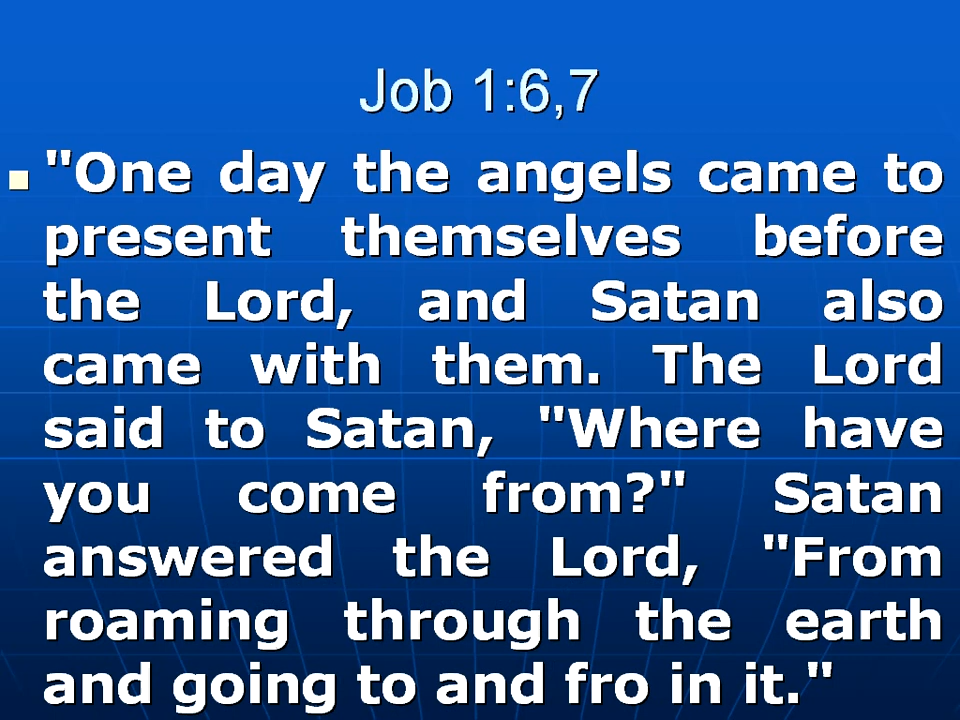 Job 1:6,7
"One day the angels came to
present themselves before
the Lord, and Satan also
came with them. The Lord
said to Satan, "Where have
you come from?" Satan
answered the Lord, "From
roaming through the earth
and going to and fro in it."